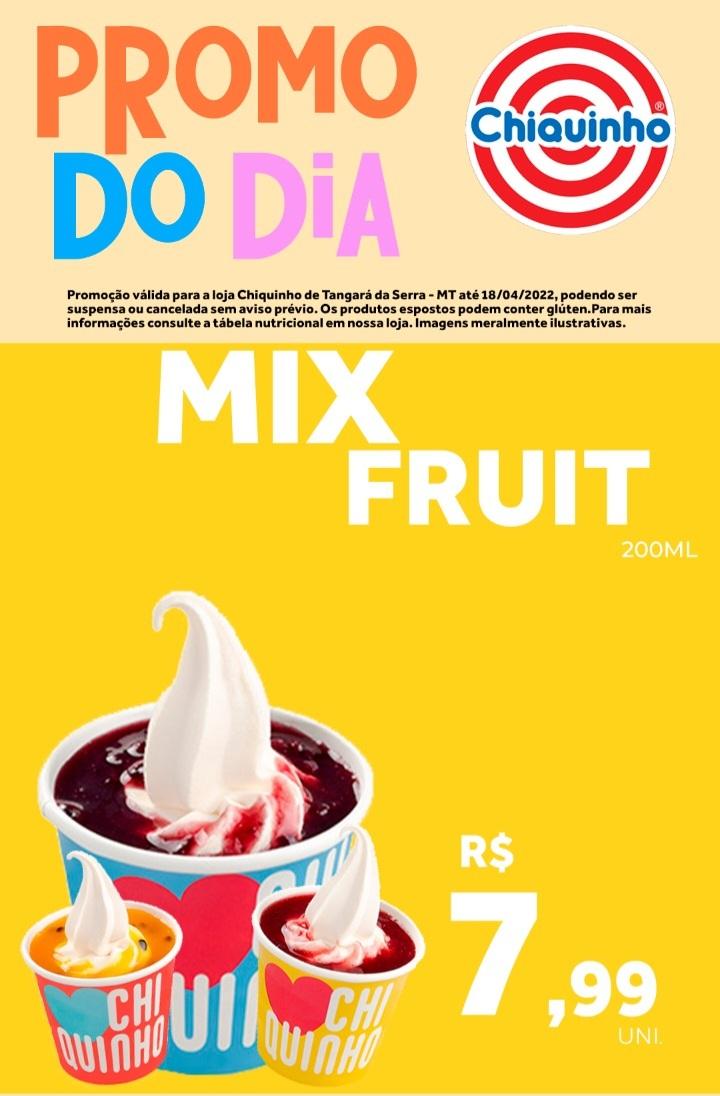 PROMO
DO DiA
Chiquinho®
Promoção válida para a loja Chiquinho de Tangará da Serra - MT até 18/04/2022, podendo ser
suspensa ou cancelada sem aviso prévio. Os produtos espostos podem conter glúten.Para mais
informações consulte a tábela nutricional em nossa loja. Imagens meramente ilustrativas.
MIX
FRUIT
200ML
R$
7,99
UNI.
CHI
QUINHO
CHI
QUINHO